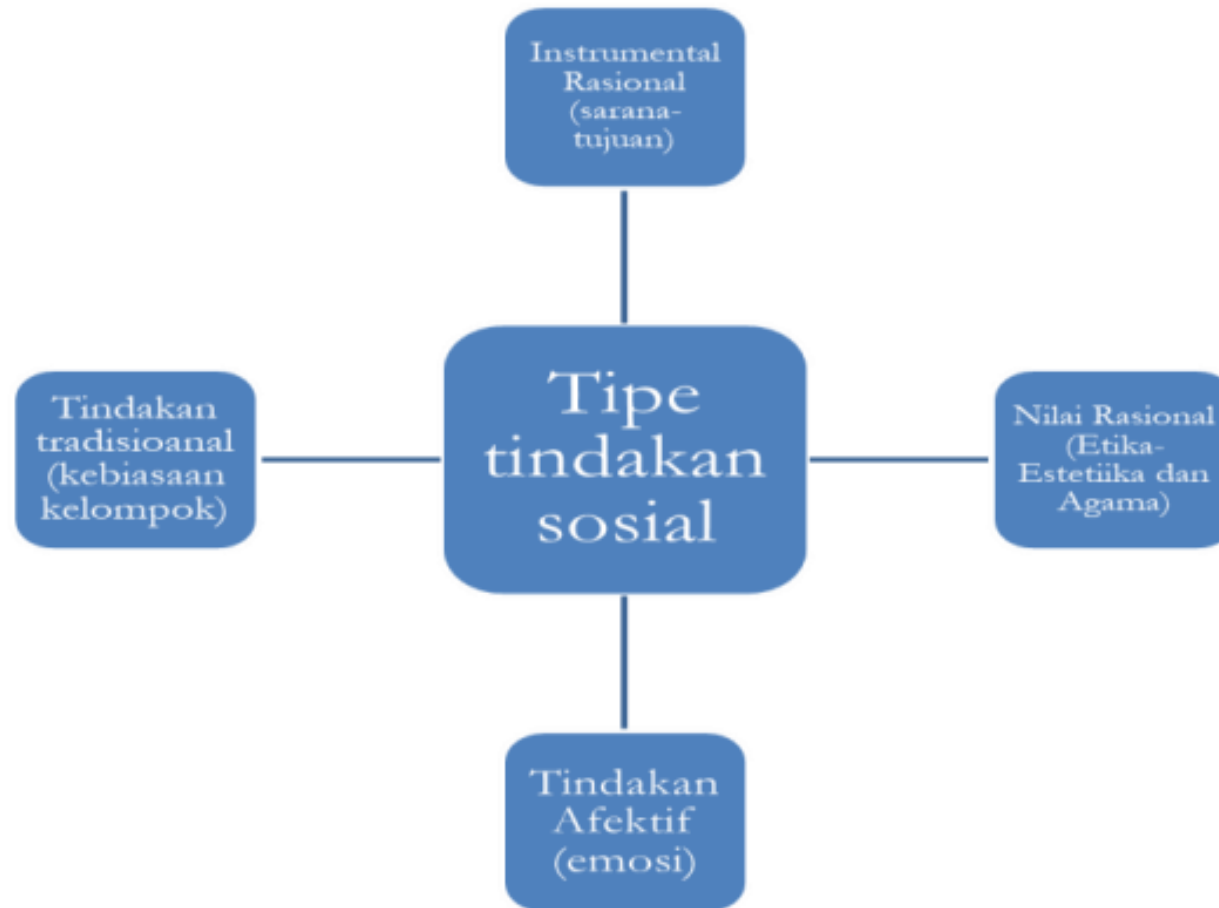 Instrumental
Rasional
(sarana-
tujuan)
Tindakan
tradisioanal
(kebiasaan
kelompok)
Tipe
tindakan
sosial
Nilai Rasional
(Etika-
Estetiika dan
Agama)
Tindakan
Afektif
(emosi)